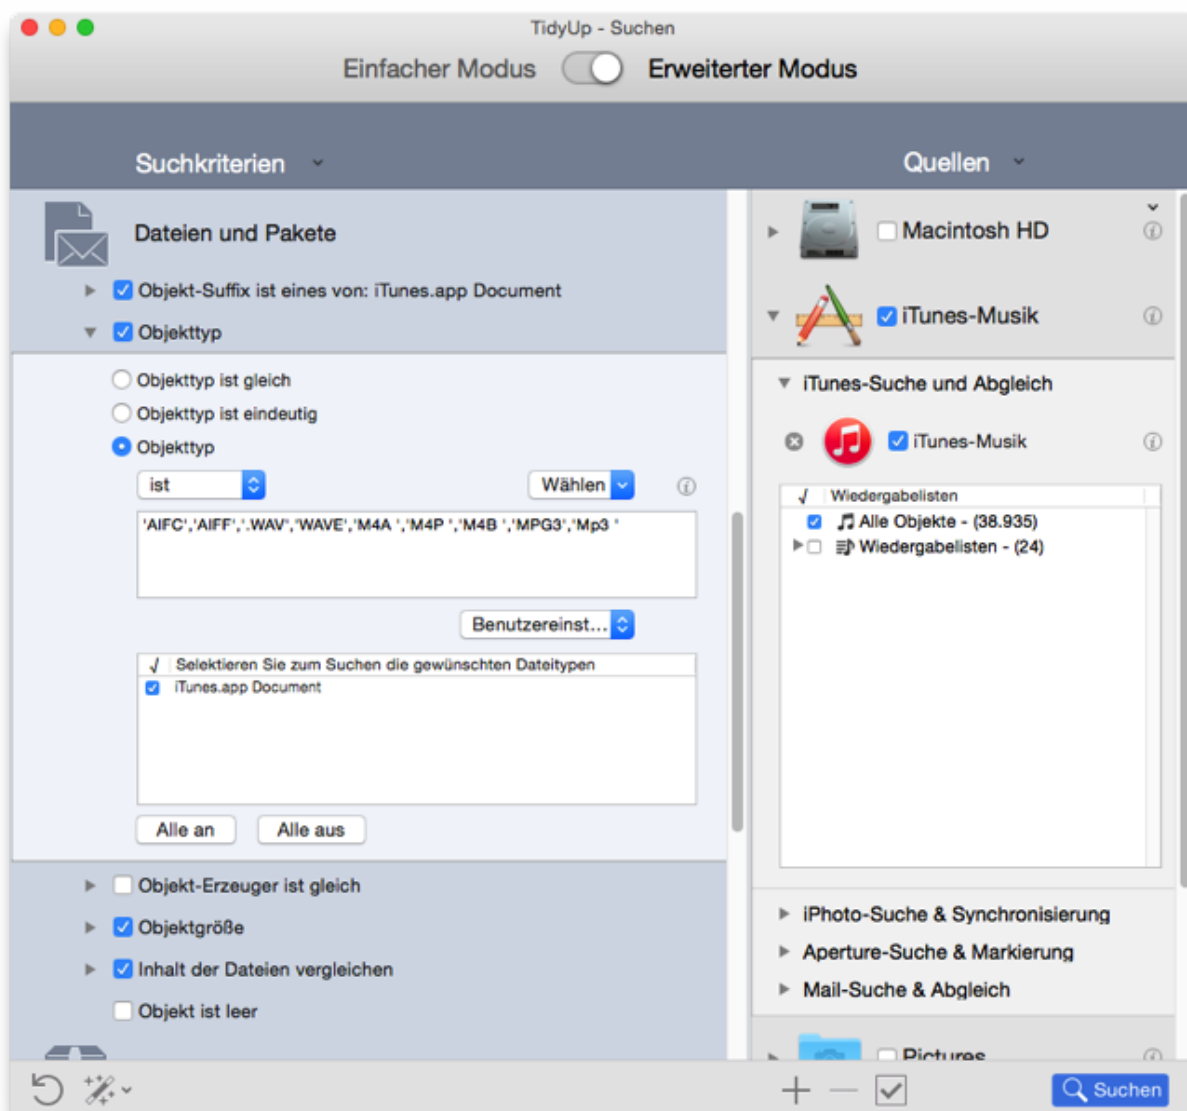 TidyUp - Suchen
Einfacher Modus Erweiterter Modus
Suchkriterien
Dateien und Pakete
Objekt-Suffix ist eines von: iTunes.app Document
Objekttyp
Objekttyp ist gleich
Objekttyp ist eindeutig
Objekttyp
ist Wählen
'AIFC','AIFF','.WAV','WAVE','M4A ','M4P ','M4B ','MPG3','Mp3 '
Benutzereinst...
√ Selektieren Sie zum Suchen die gewünschten Dateitypen
iTunes.app Document
Alle an Alle aus
Objekt-Erzeuger ist gleich
Objektgröße
Inhalt der Dateien vergleichen
Objekt ist leer
Quellen
Macintosh HD
iTunes-Musik
iTunes-Suche und Abgleich
iTunes-Musik
√ Wiedergabelisten
Alle Objekte - (38.935)
Wiedergabelisten - (24)
iPhoto-Suche & Synchronisierung
Aperture-Suche & Markierung
Mail-Suche & Abgleich
Pictures
Suchen